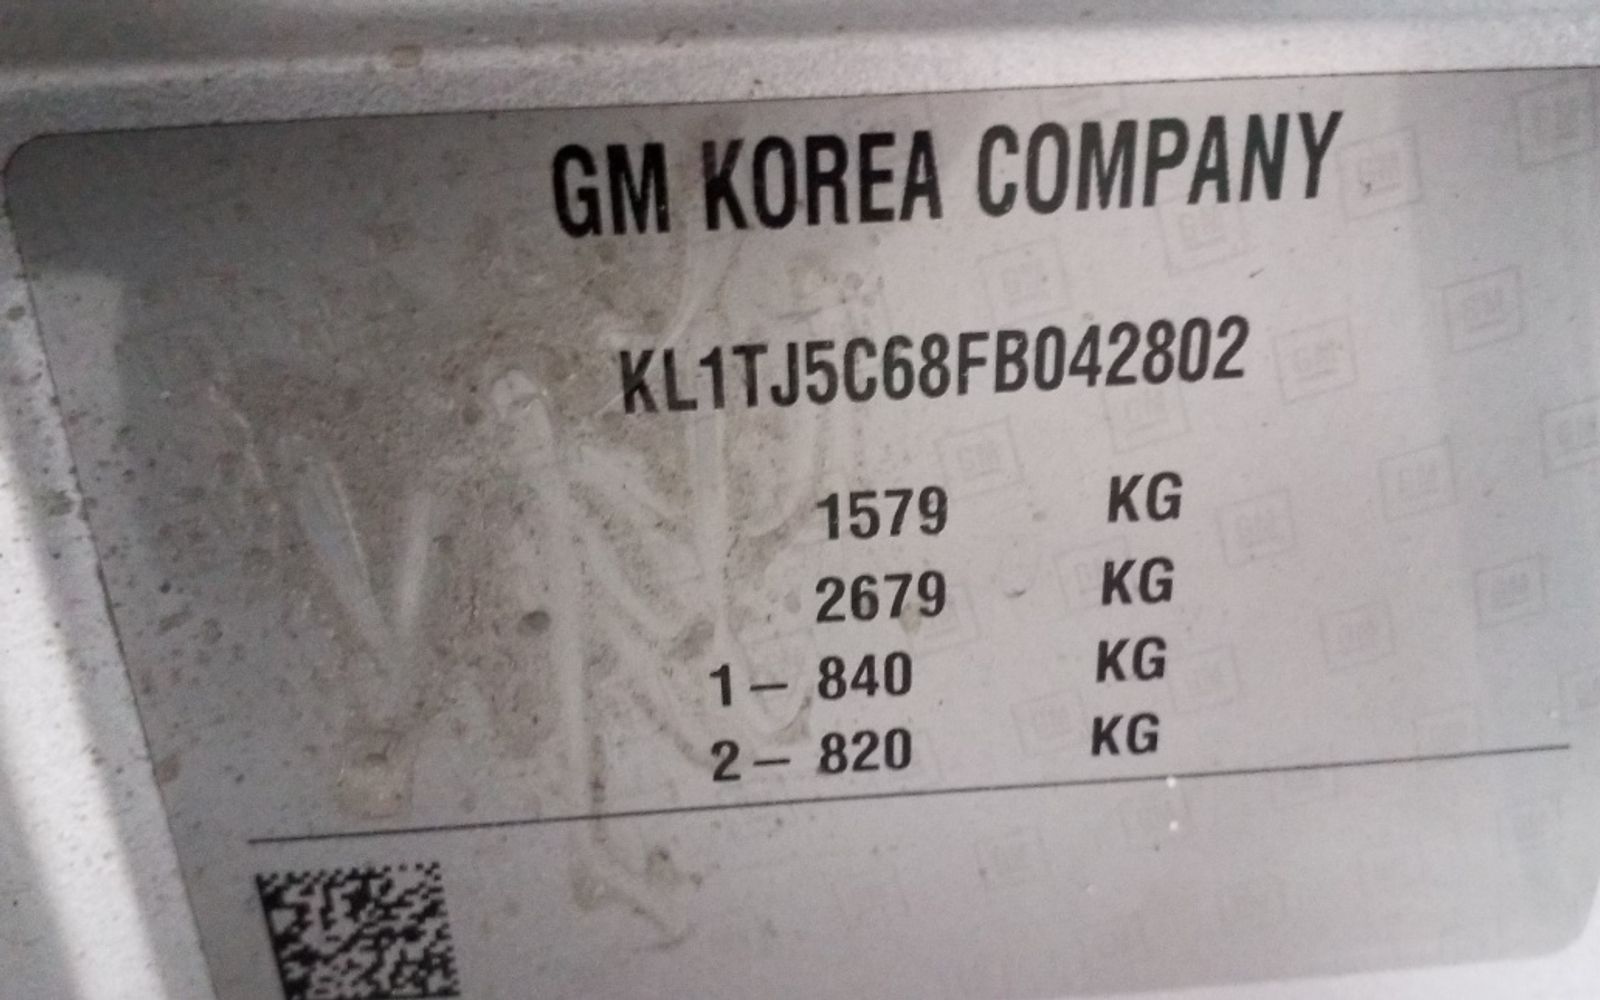 GM KOREA COMPANY
KL1TJ5C68FB042802
1579 KG
2679 KG
1 – 840 KG
2 – 820 KG